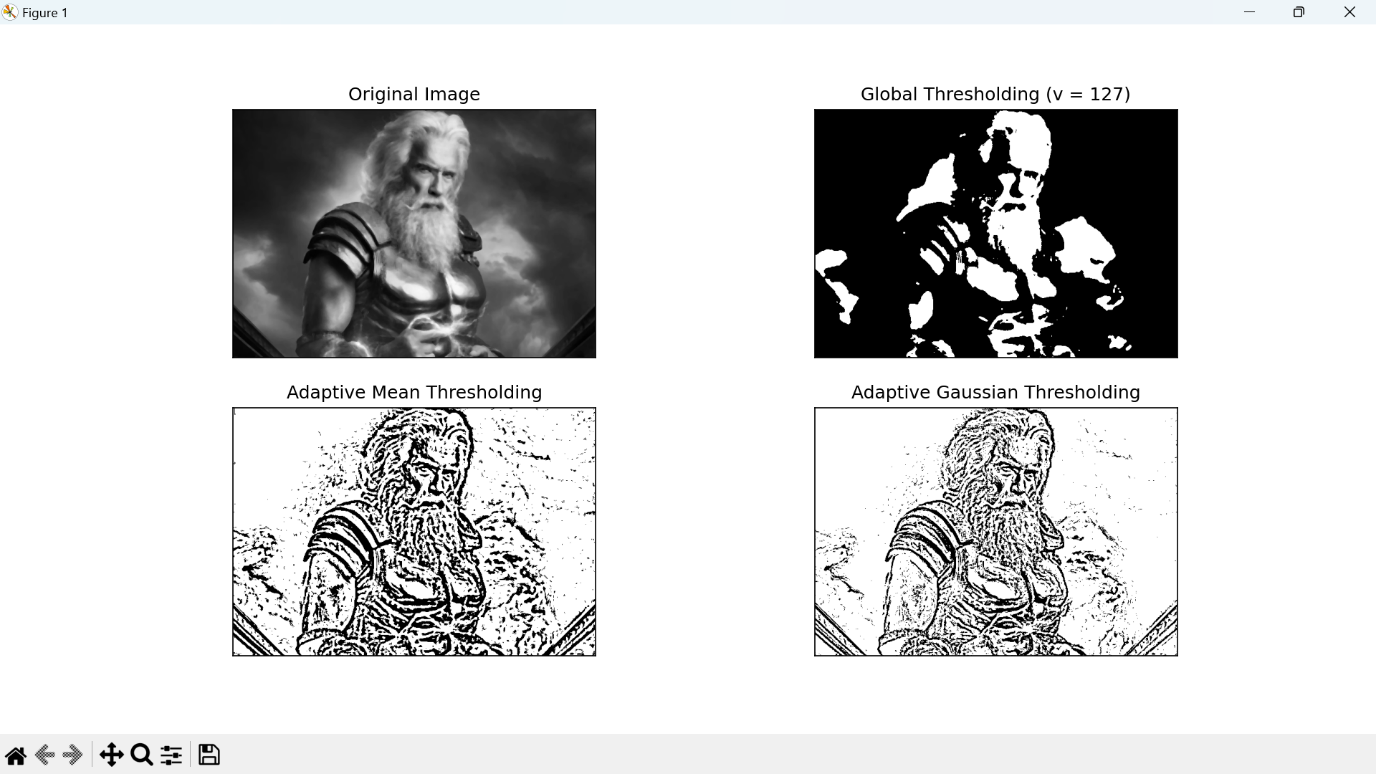 Figure 1
Original Image
Global Thresholding (v = 127)
Adaptive Mean Thresholding
Adaptive Gaussian Thresholding